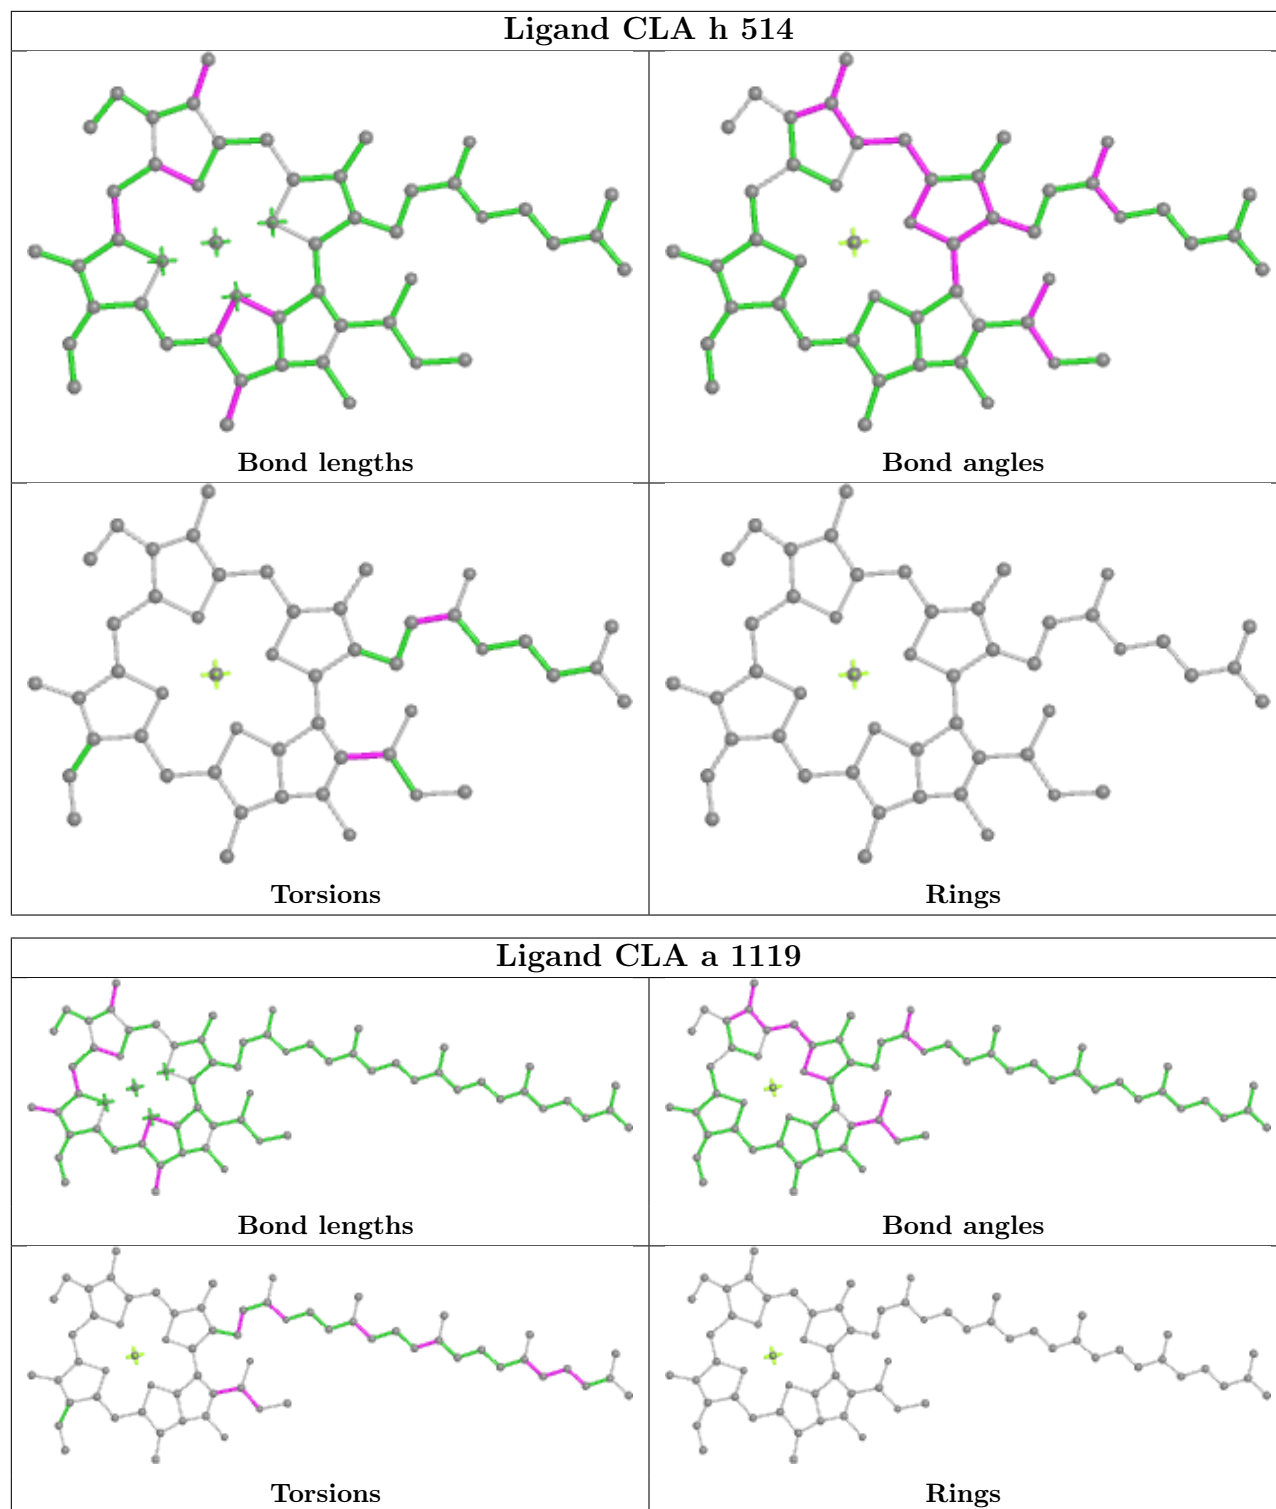 Ligand CLA h 514
Bond lengths
Bond angles
Torsions
Rings
Ligand CLA a 1119
Bond lengths
Bond angles
Torsions
Rings